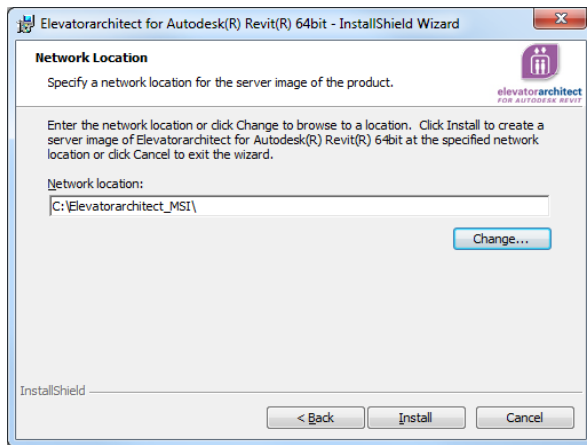 Elevatorarchitect for Autodesk(R) Revit(R) 64bit - InstallShield Wizard
Network Location
Specify a network location for the server image of the product.
elevatorarchitect
FOR AUTODESK REVIT
Enter the network location or click Change to browse to a location. Click Install to create a
server image of Elevatorarchitect for Autodesk(R) Revit(R) 64bit at the specified network
location or click Cancel to exit the wizard.
Network location:
C:\Elevatorarchitect_MSI\
Change...
InstallShield
< Back
Install
Cancel